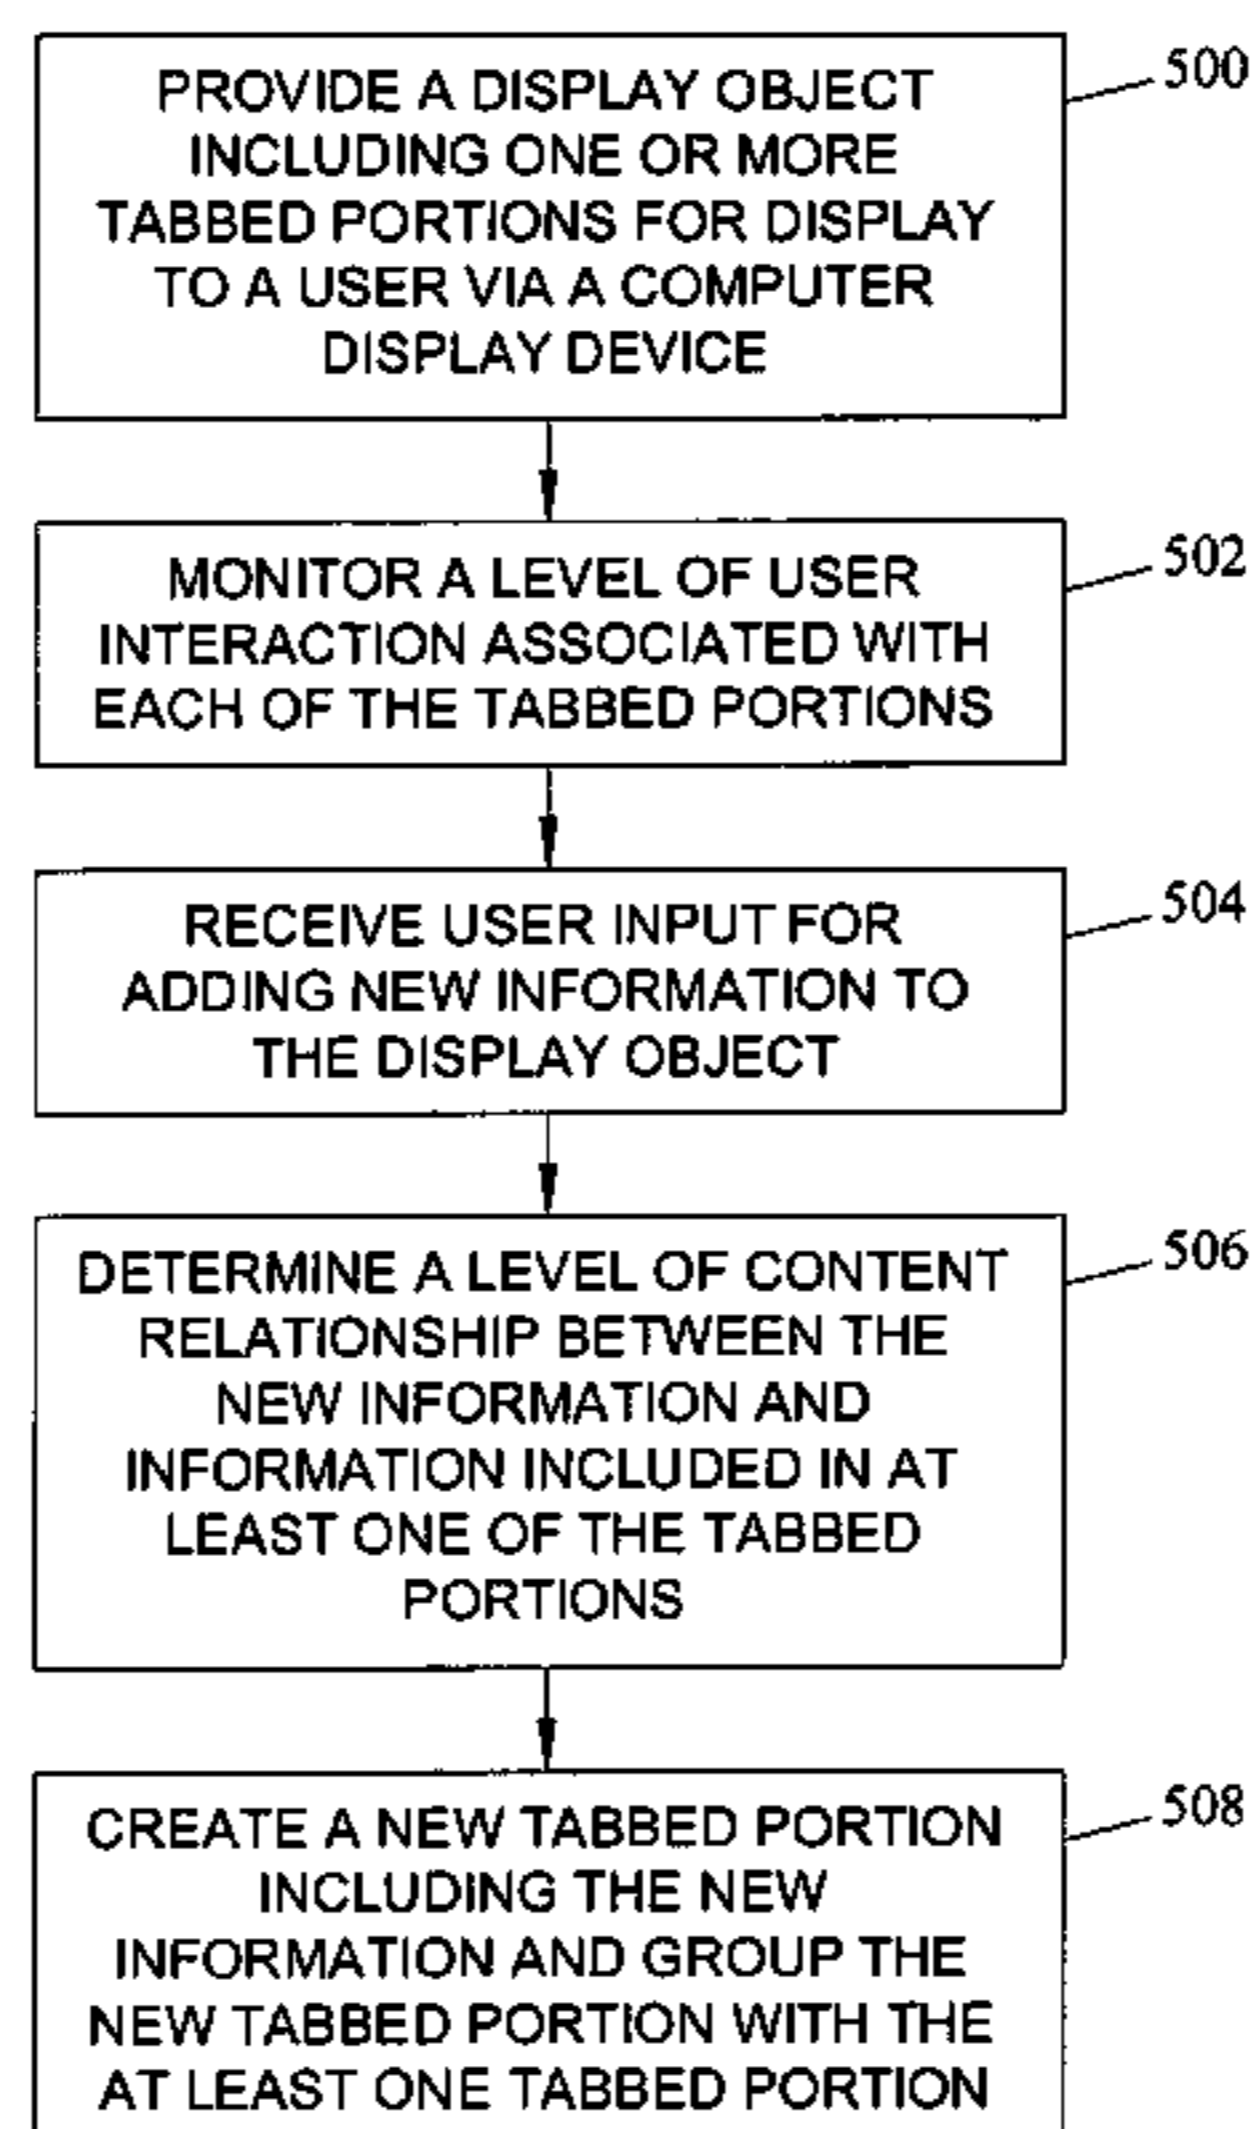 PROVIDE A DISPLAY OBJECT
INCLUDING ONE OR MORE
TABBED PORTIONS FOR DISPLAY
TO A USER VIA A COMPUTER
DISPLAY DEVICE
500
MONITOR A LEVEL OF USER
INTERACTION ASSOCIATED WITH
EACH OF THE TABBED PORTIONS
502
RECEIVE USER INPUT FOR
ADDING NEW INFORMATION TO
THE DISPLAY OBJECT
504
DETERMINE A LEVEL OF CONTENT
RELATIONSHIP BETWEEN THE
NEW INFORMATION AND
INFORMATION INCLUDED IN AT
LEAST ONE OF THE TABBED
PORTIONS
506
CREATE A NEW TABBED PORTION
INCLUDING THE NEW
INFORMATION AND GROUP THE
NEW TABBED PORTION WITH THE
AT LEAST ONE TABBED PORTION
508